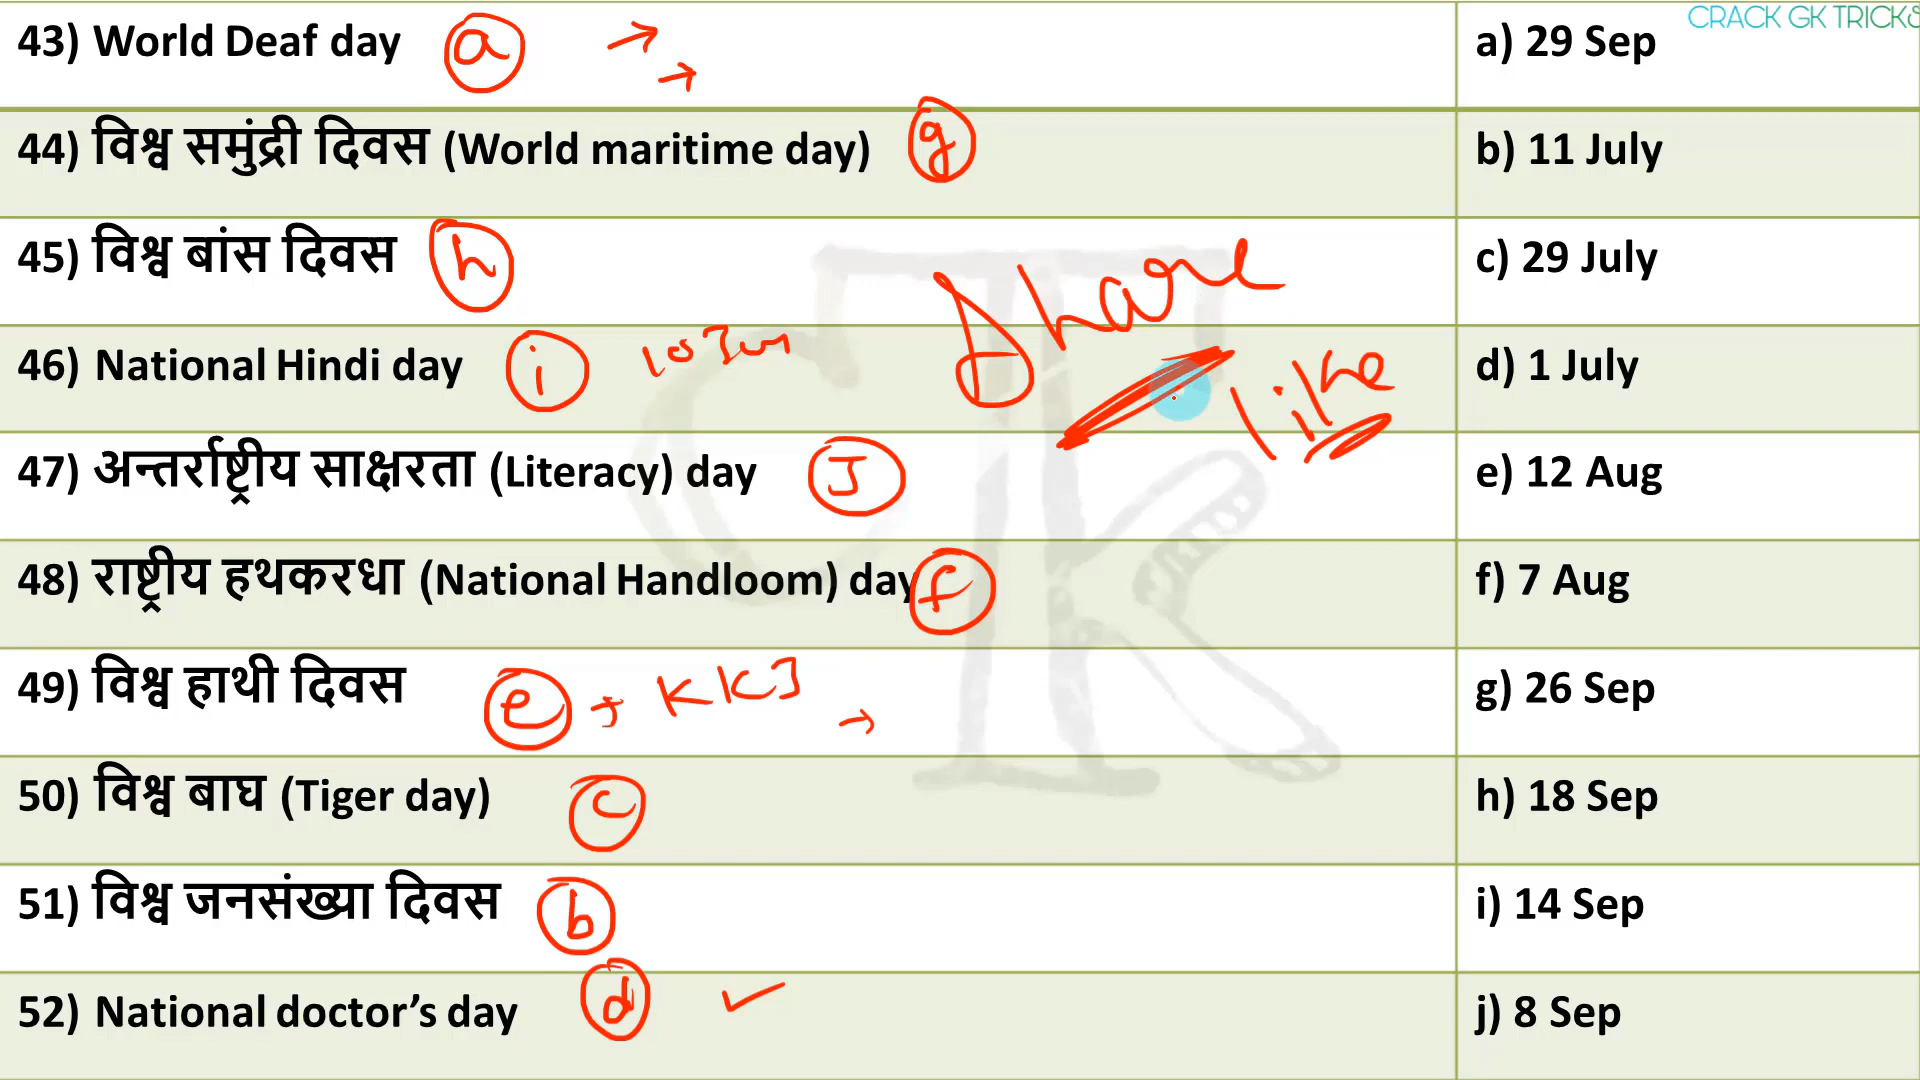 CRACK GK TRICKS
43) World Deaf day a → → a) 29 Sep
44) विश्व समुंद्री दिवस (World maritime day) g b) 11 July
45) विश्व बांस दिवस h c) 29 July
Share
46) National Hindi day i d) 1 July
like
47) अन्तर्राष्ट्रीय साक्षरता (Literacy) day J e) 12 Aug
48) राष्ट्रीय हथकरधा (National Handloom) day f f) 7 Aug
49) विश्व हाथी दिवस e → KKJ → g) 26 Sep
50) विश्व बाघ (Tiger day) c h) 18 Sep
51) विश्व जनसंख्या दिवस b i) 14 Sep
52) National doctor’s day d ✓ j) 8 Sep